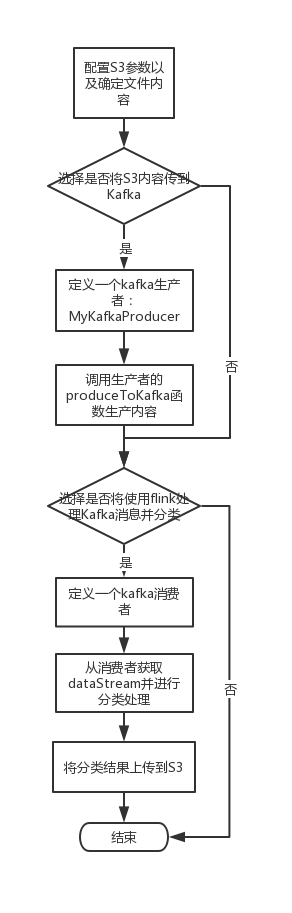 配置S3参数以
及确定文件内
容
选择是否将S3内容传到
Kafka
是
定义一个kafka生产
者：
MyKafkaProducer
否
调用生产者的
produceToKafka函
数生产内容
选择是否将使用flink处
理Kafka消息并分类
是
定义一个kafka消费
者
从消费者获取
dataStream并进行
分类处理
否
将分类结果上传到S3
结束